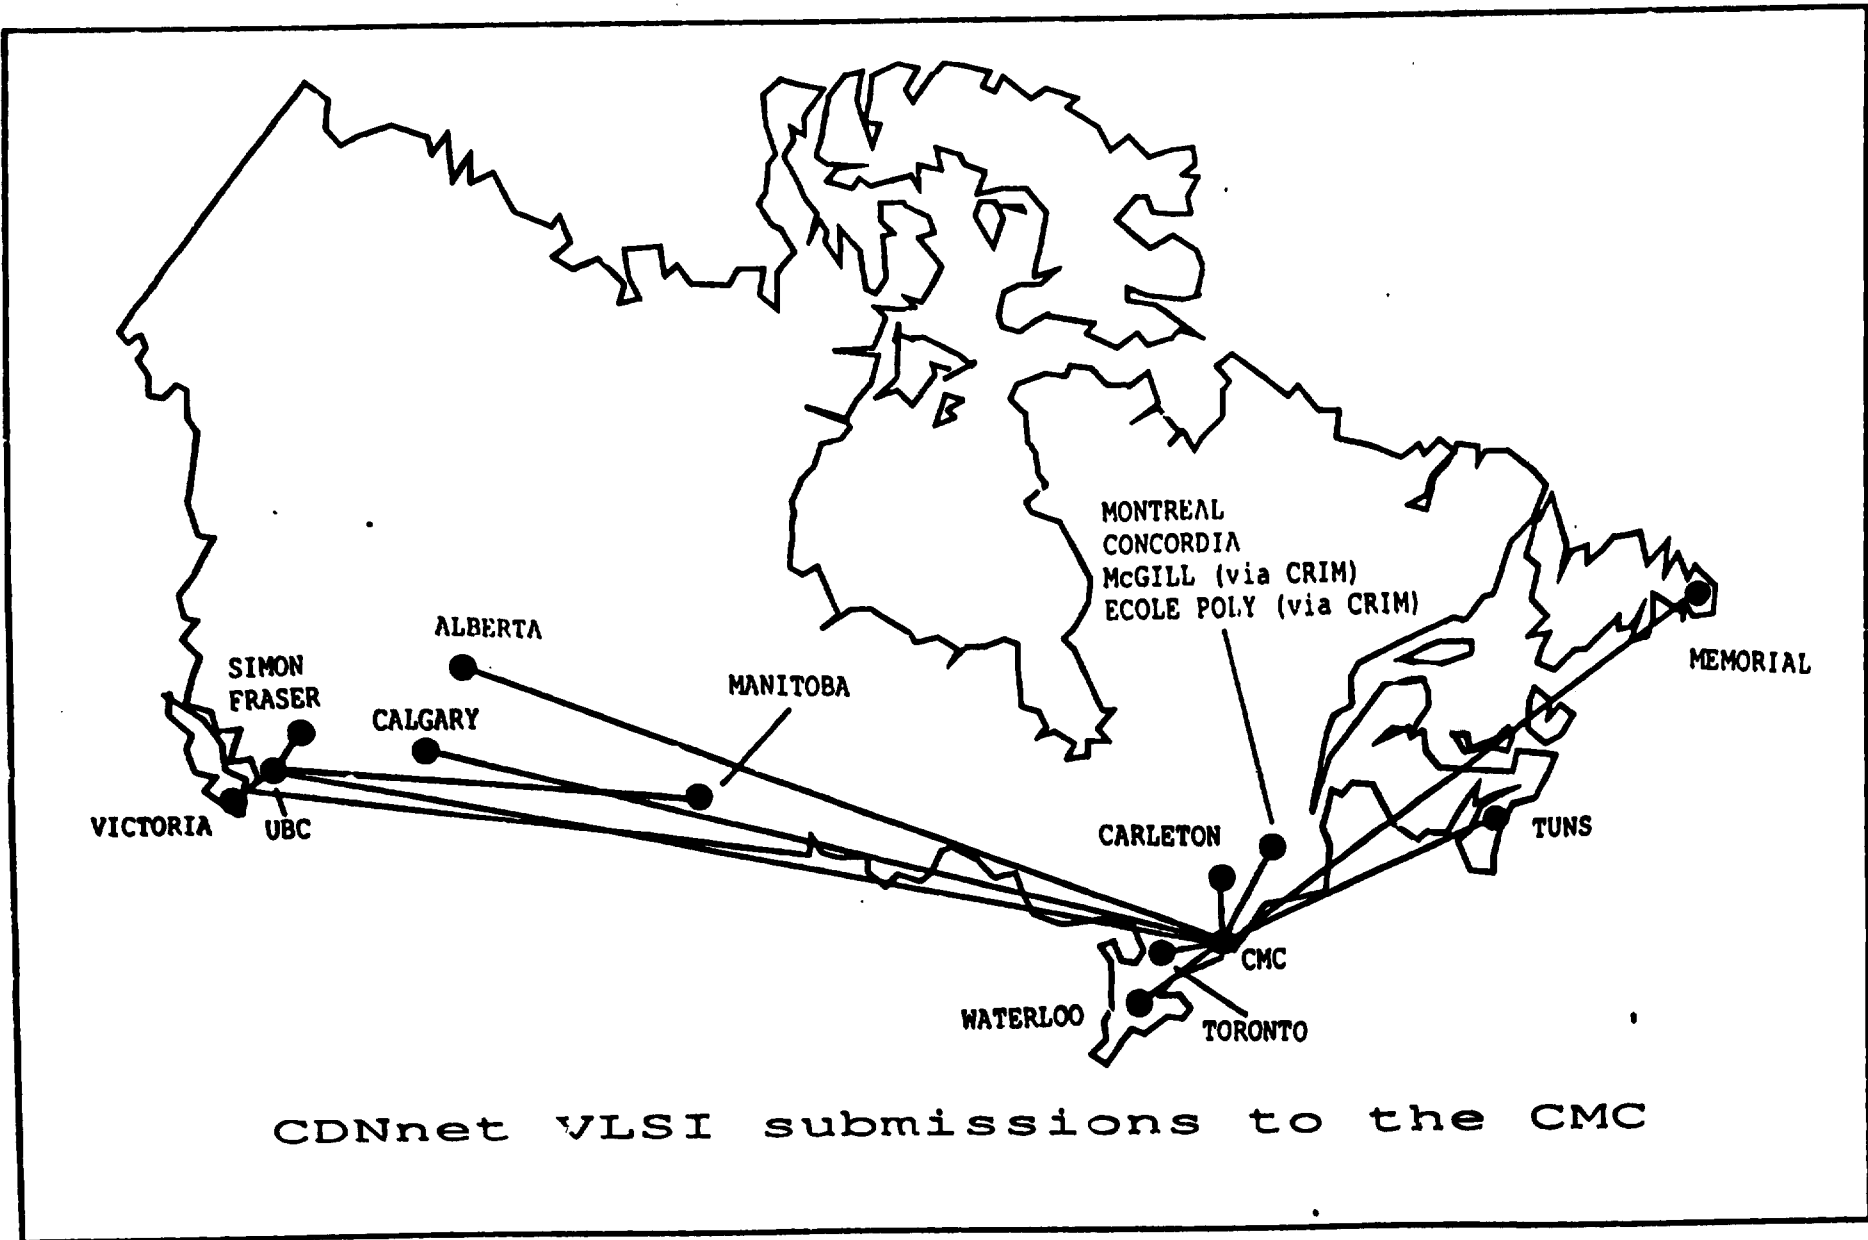 MONTREAL
CONCORDIA
McGILL (via CRIM)
ECOLE POLY (via CRIM)
ALBERTA
SIMON
FRASER
MANITOBA
CALGARY
MEMORIAL
VICTORIA
UBC
CARLETON
TUNS
CMC
WATERLOO
TORONTO
CDNnet VLSI submissions to the CMC